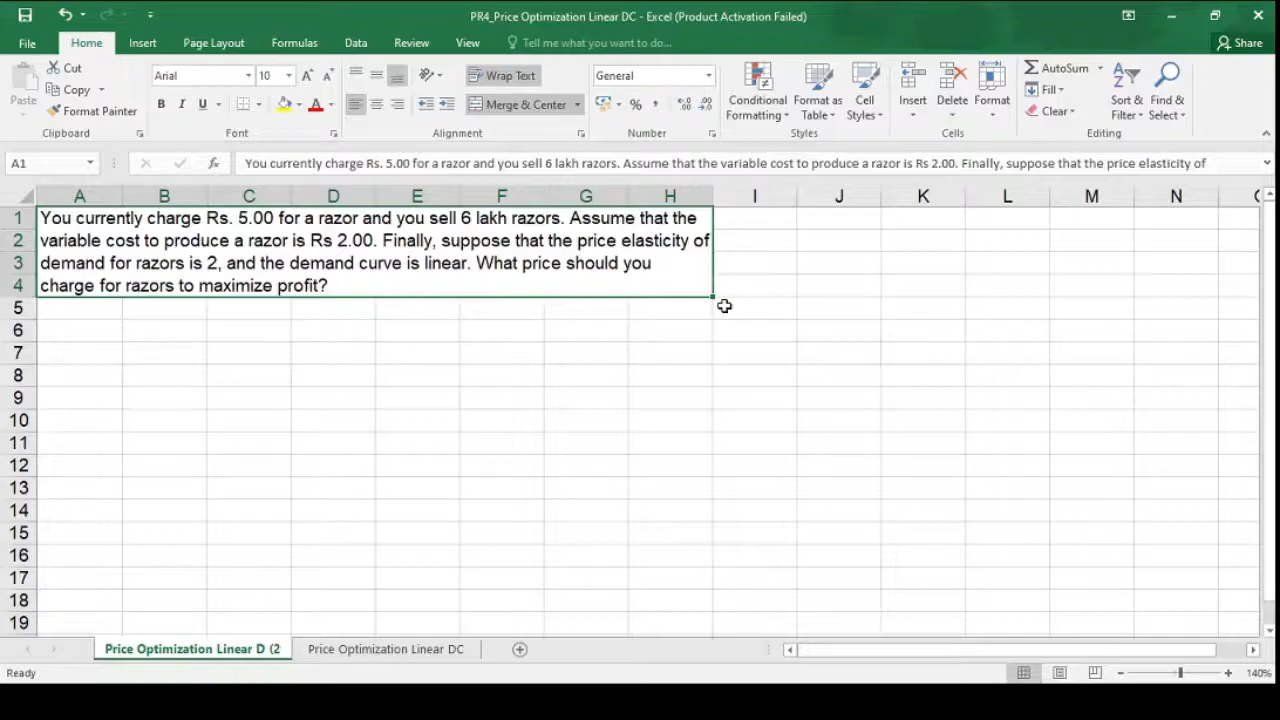 PR4_Price Optimization Linear DC - Excel (Product Activation Failed)
File Home Insert Page Layout Formulas Data Review View Tell me what you want to do... Share
Paste
Cut
Copy
Format Painter
Clipboard
Arial 10
B I U
Font
Wrap Text
Merge & Center
Alignment
General
%
Number
Conditional Formatting
Format as Table
Cell Styles
Styles
Insert Delete Format
Cells
AutoSum
Fill
Clear
Sort & Filter
Find & Select
Editing
A1 fx You currently charge Rs. 5.00 for a razor and you sell 6 lakh razors. Assume that the variable cost to produce a razor is Rs 2.00. Finally, suppose that the price elasticity of
A B C D E F G H I J K L M N
1
2
3
4
5
6
7
8
9
10
11
12
13
14
15
16
17
18
19
You currently charge Rs. 5.00 for a razor and you sell 6 lakh razors. Assume that the
variable cost to produce a razor is Rs 2.00. Finally, suppose that the price elasticity of
demand for razors is 2, and the demand curve is linear. What price should you
charge for razors to maximize profit?
Price Optimization Linear D (2 Price Optimization Linear DC
Ready 140%